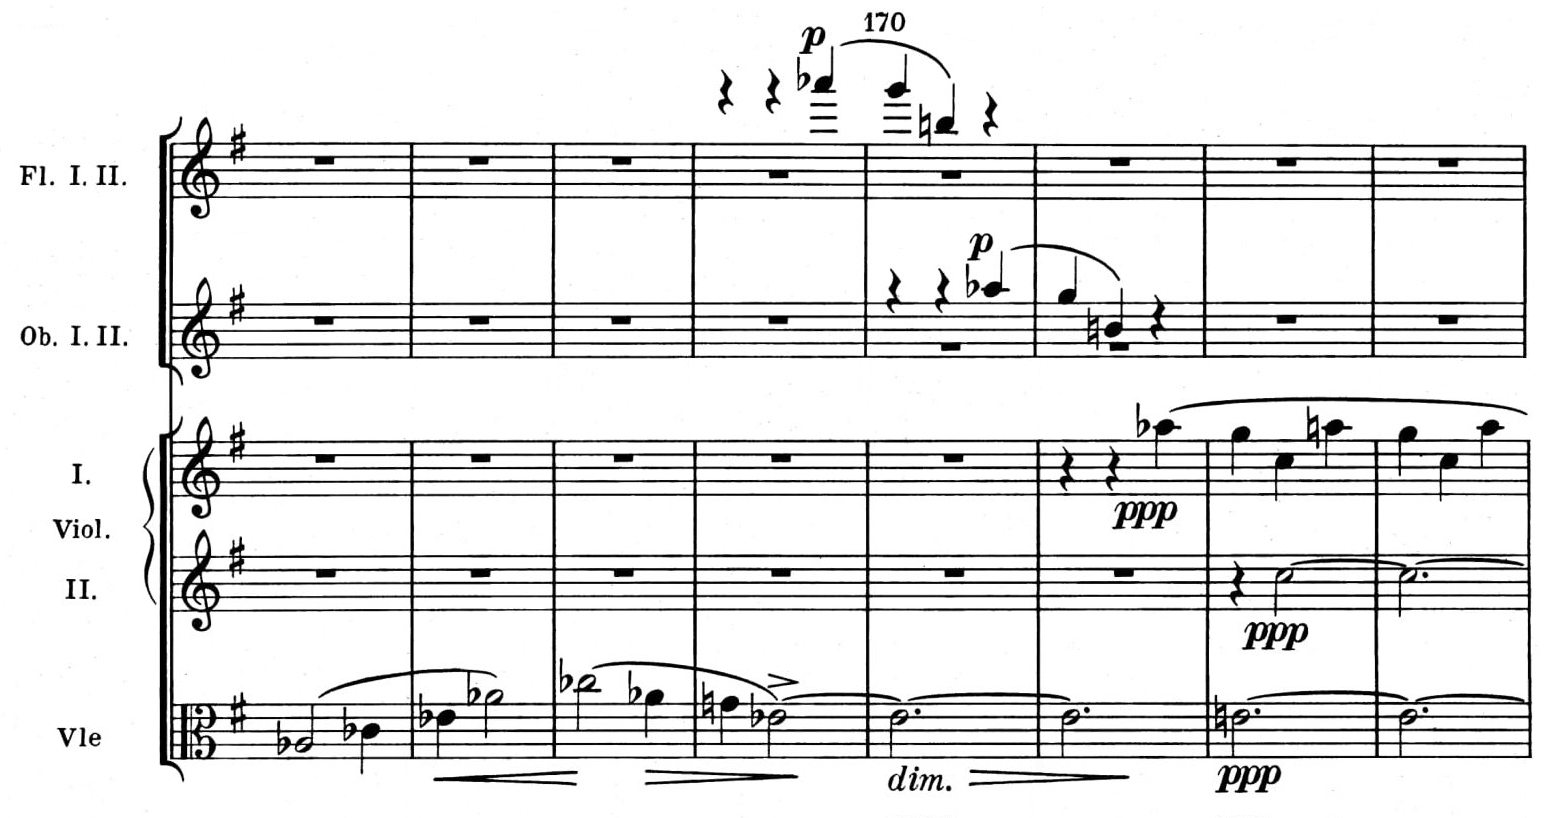 170
p
Fl. I. II.
p
Ob. I. II.
I.
ppp
Viol.
II.
ppp
Vle
dim.
ppp